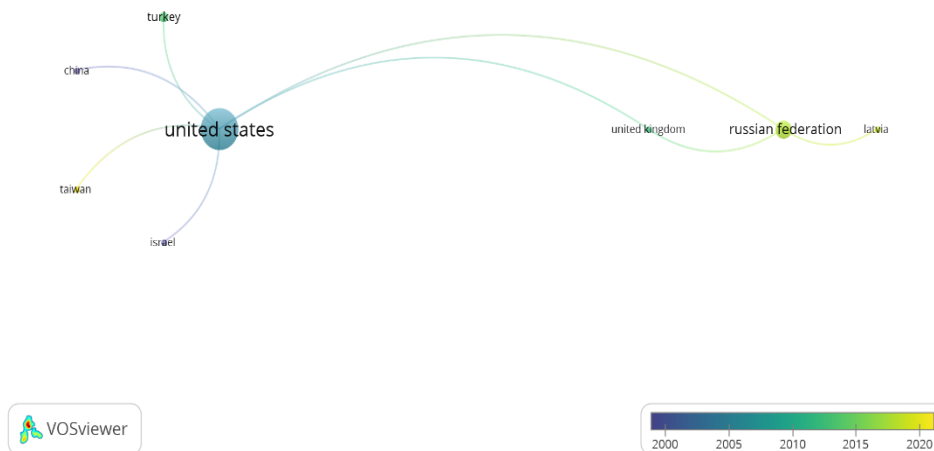 turkey
china
united states
united kingdom
russian federation
latvia
taiwan
israel
VOSviewer
2000 2005 2010 2015 2020